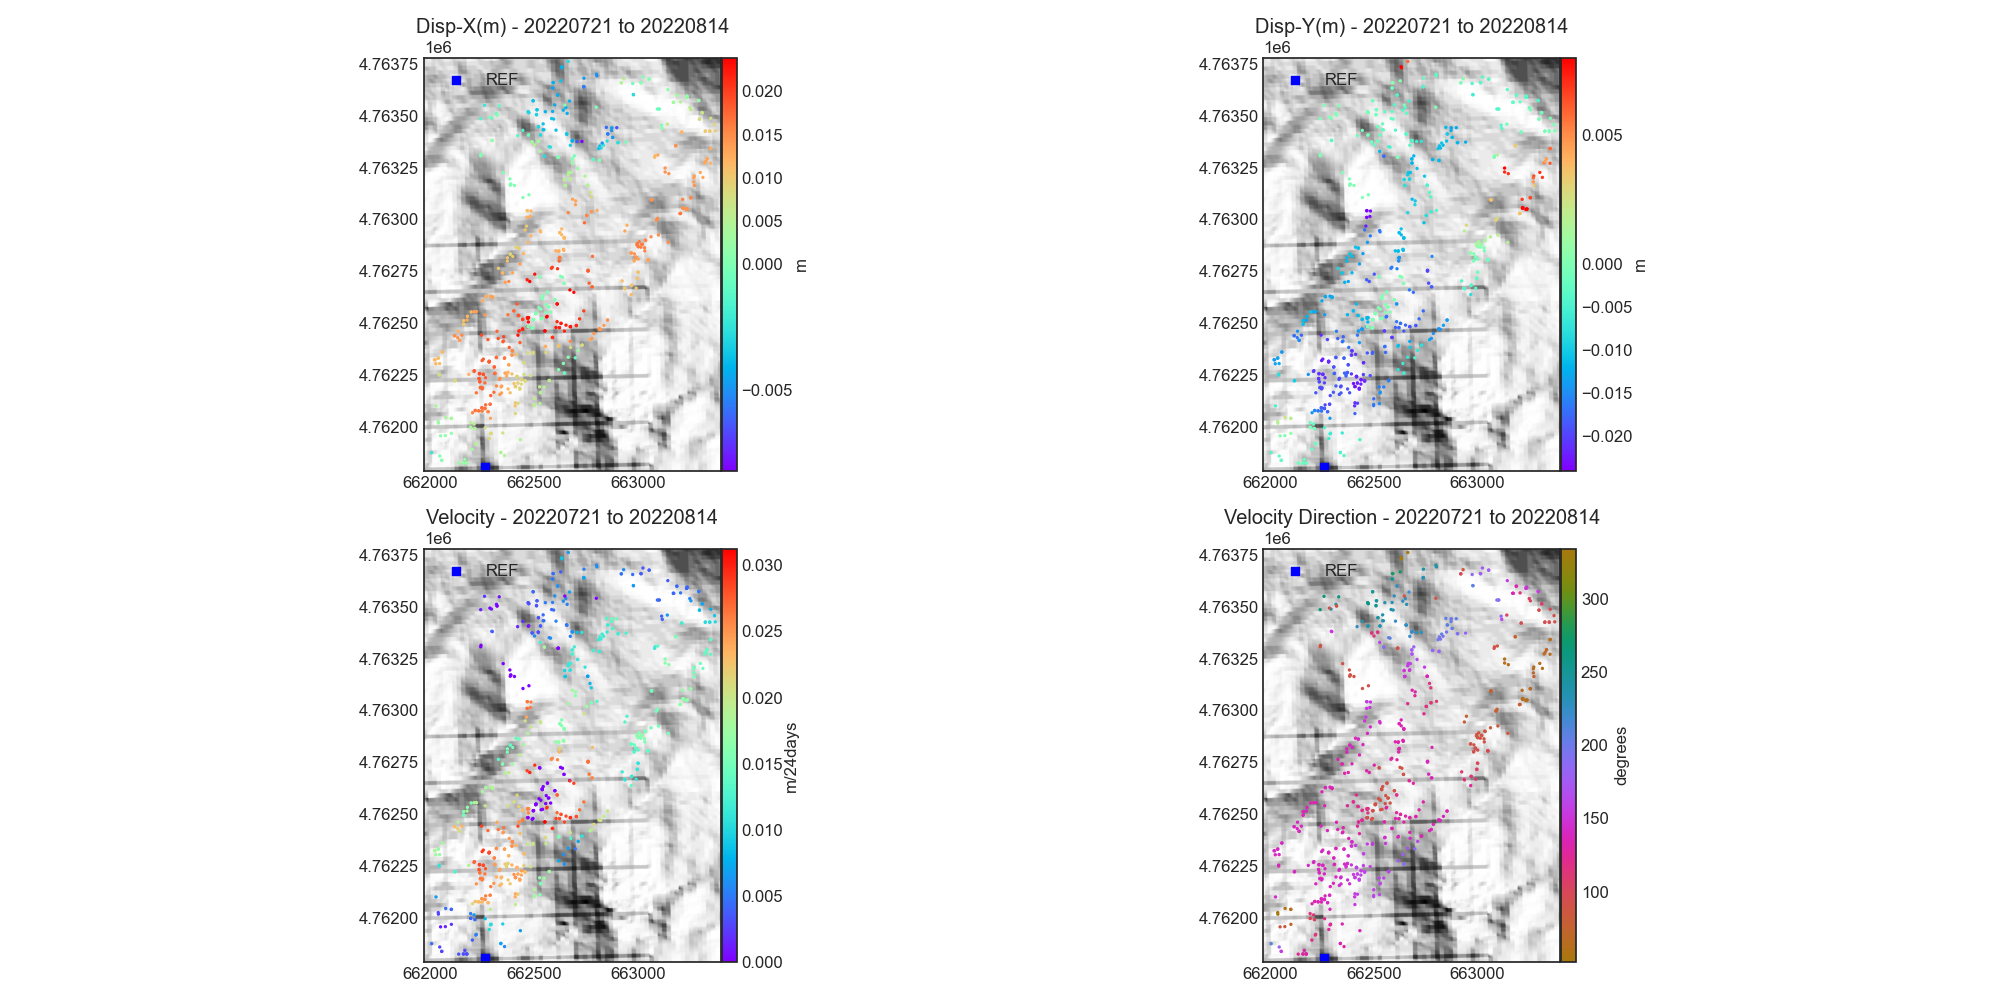 Disp-X(m) - 20220721 to 20220814
1e6
REF
4.76375
4.76350
4.76325
4.76300
4.76275
4.76250
4.76225
4.76200
662000 662500 663000
0.020
0.015
0.010
0.005
0.000
−0.005
m
Disp-Y(m) - 20220721 to 20220814
1e6
REF
4.76375
4.76350
4.76325
4.76300
4.76275
4.76250
4.76225
4.76200
662000 662500 663000
0.005
0.000
−0.005
−0.010
−0.015
−0.020
m
Velocity - 20220721 to 20220814
1e6
REF
4.76375
4.76350
4.76325
4.76300
4.76275
4.76250
4.76225
4.76200
662000 662500 663000
0.030
0.025
0.020
0.015
0.010
0.005
0.000
m/24days
Velocity Direction - 20220721 to 20220814
1e6
REF
4.76375
4.76350
4.76325
4.76300
4.76275
4.76250
4.76225
4.76200
662000 662500 663000
300
250
200
150
100
degrees